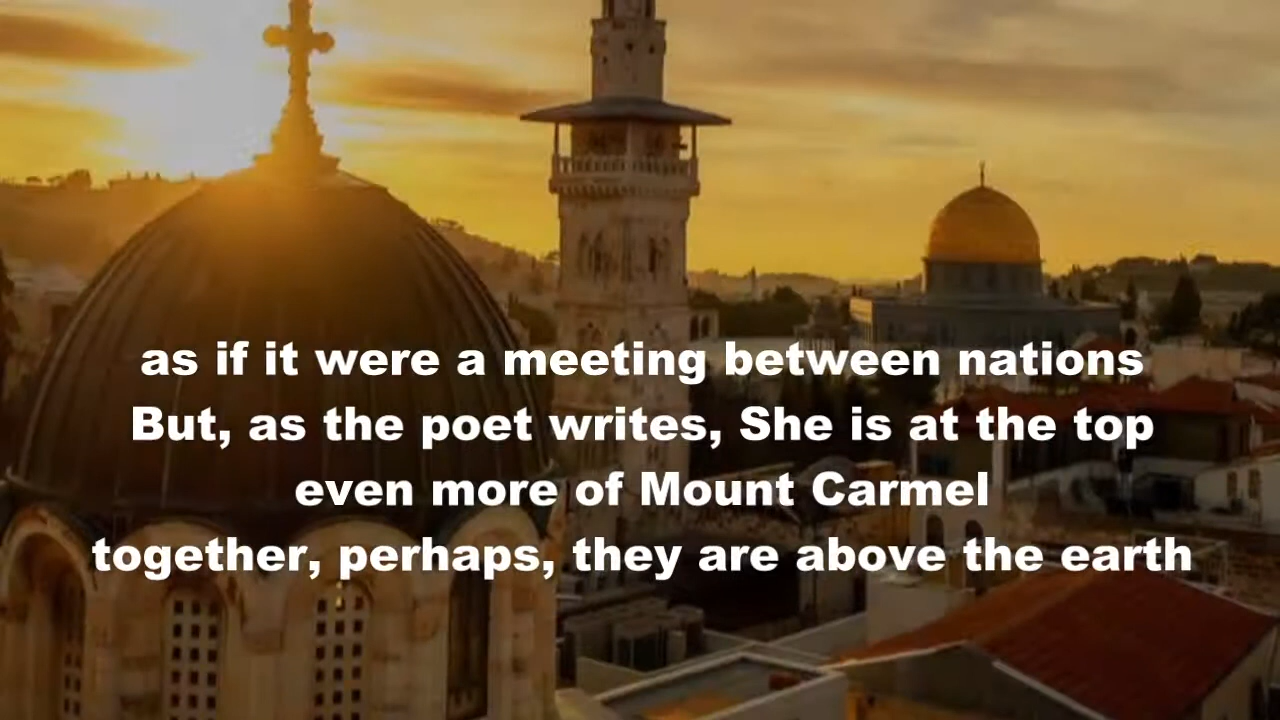 as if it were a meeting between nations
But, as the poet writes, She is at the top
even more of Mount Carmel
together, perhaps, they are above the earth